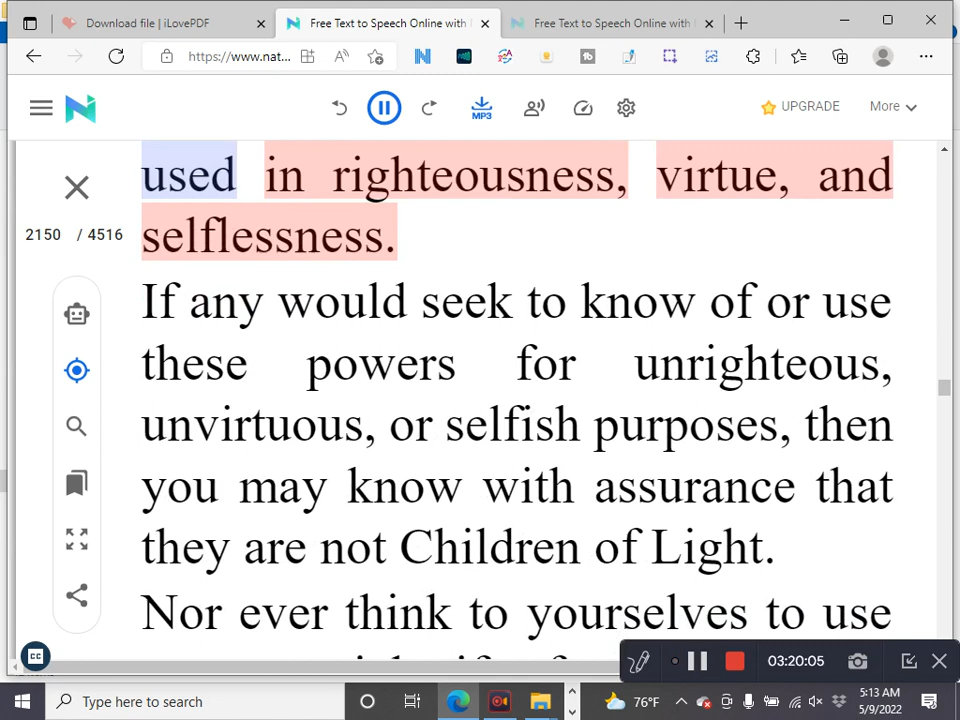 Download file | iLovePDF
Free Text to Speech Online with
Free Text to Speech Online with
https://www.nat...
UPGRADE
More
MP3
used in righteousness, virtue, and
selflessness.
2150 / 4516
If any would seek to know of or use
these powers for unrighteous,
unvirtuous, or selfish purposes, then
you may know with assurance that
they are not Children of Light.
Nor ever think to yourselves to use
CC
03:20:05
Type here to search
76°F
5:13 AM
5/9/2022